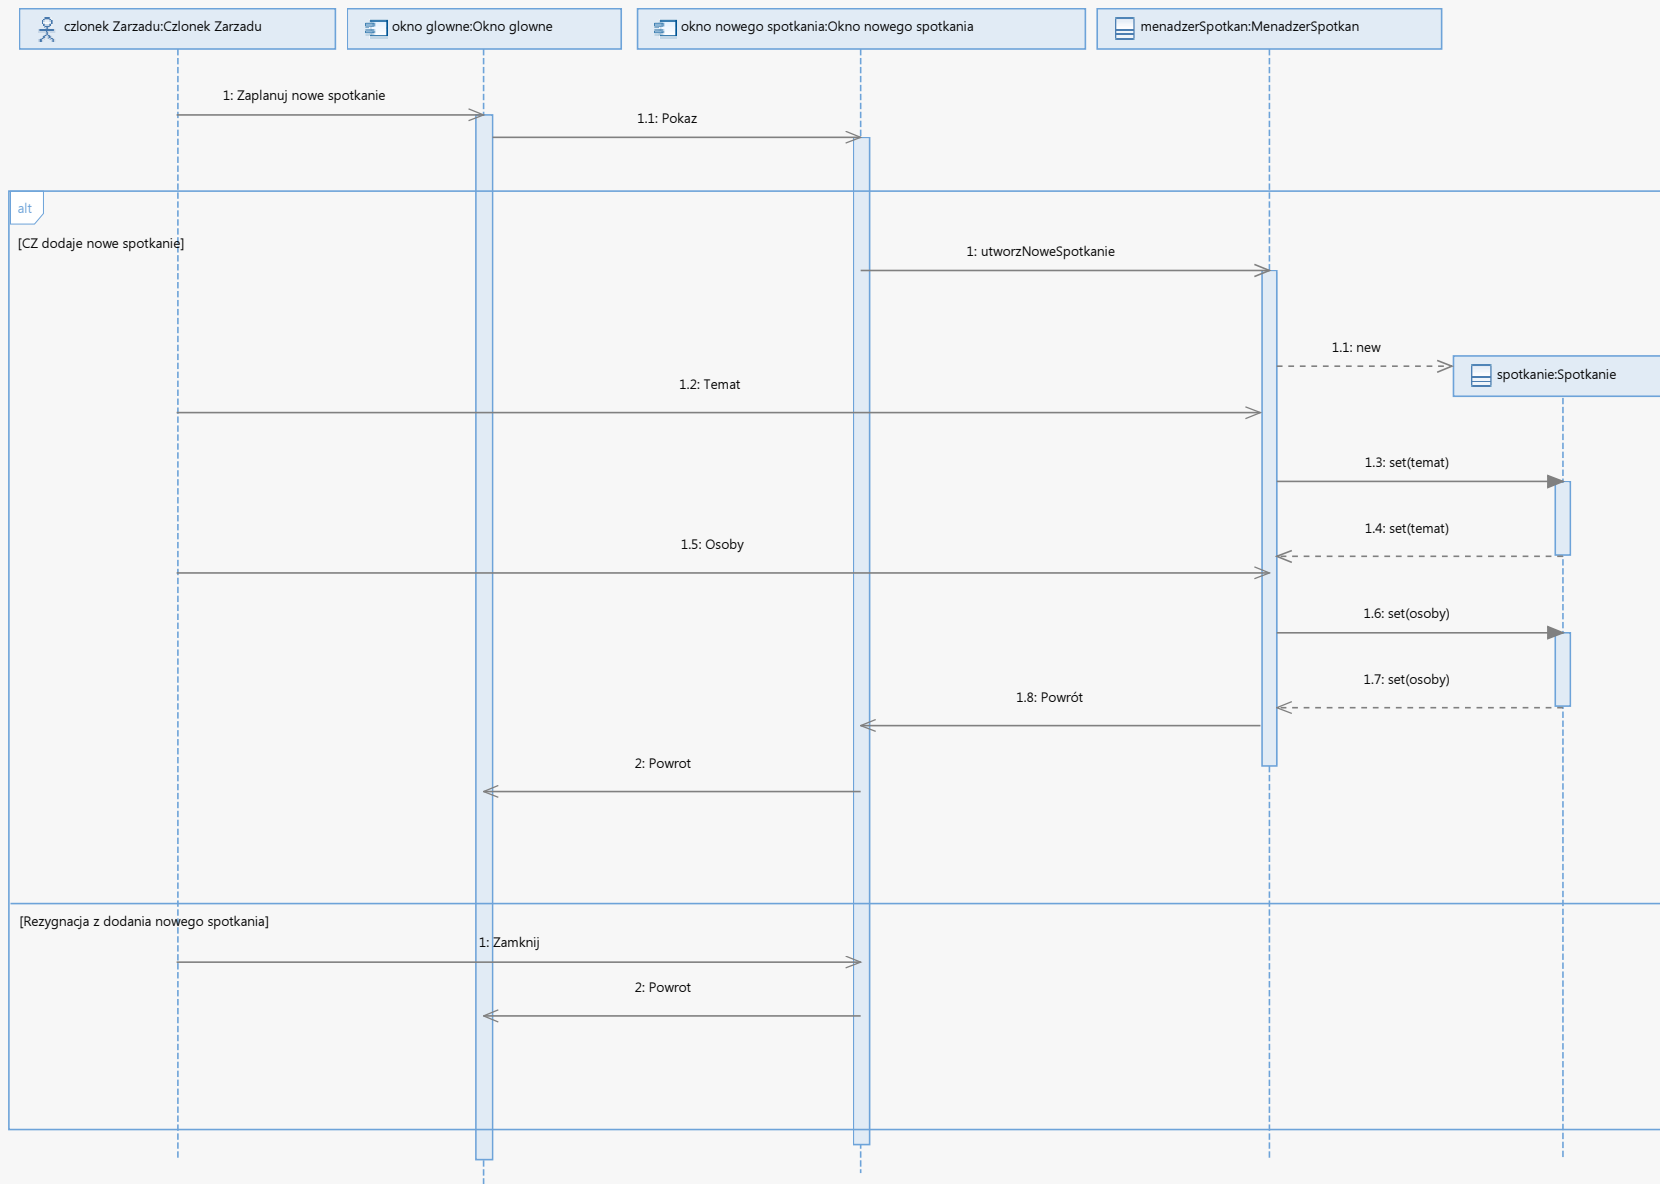 członek Zarzadu:Członek Zarzadu
okno glowne:Okno glowne
okno nowego spotkania:Okno nowego spotkania
menadzerSpotkan:MenadzerSpotkan
1: Zaplanuj nowe spotkanie
1.1: Pokaz
alt
[CZ dodaje nowe spotkanie]
1: utworzNoweSpotkanie
1.1: new
spotkanie:Spotkanie
1.2: Temat
1.3: set(temat)
1.4: set(temat)
1.5: Osoby
1.6: set(osoby)
1.7: set(osoby)
1.8: Powrót
2: Powrot
[Rezygnacja z dodania nowego spotkania]
1: Zamknij
2: Powrot